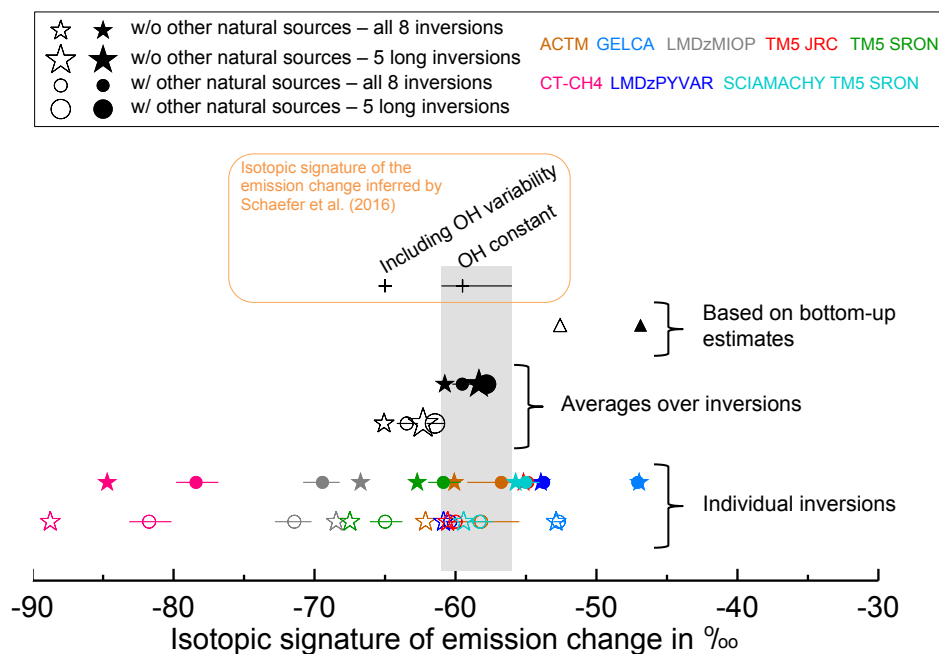 w/o other natural sources – all 8 inversions
w/o other natural sources – 5 long inversions
w/ other natural sources – all 8 inversions
w/ other natural sources – 5 long inversions
ACTM GELCA LMDzMIOP TM5 JRC TM5 SRON
CT-CH4 LMDzPYVAR SCIAMACHY TM5 SRON
Isotopic signature of the
emission change inferred by
Schaefer et al. (2016)
Including OH variability
OH constant
Based on bottom-up
estimates
Averages over inversions
Individual inversions
-90 -80 -70 -60 -50 -40 -30
Isotopic signature of emission change in ‰